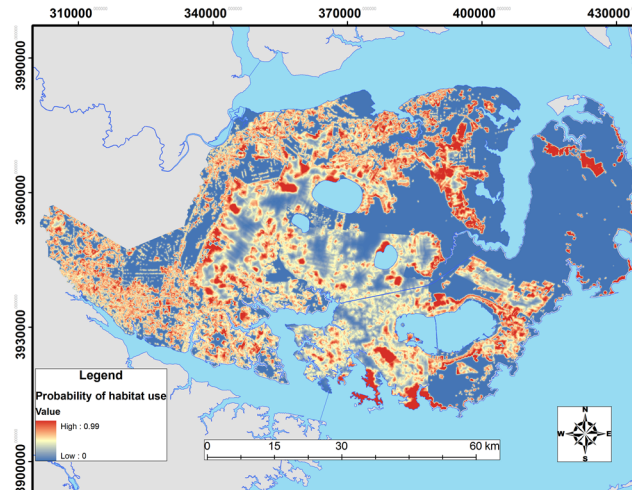 310000 340000 370000 400000 430000
3990000
3960000
3900000
Legend
Probability of habitat use
Value
High : 0.99
Low : 0
0 15 30 60 km
N
W E
S